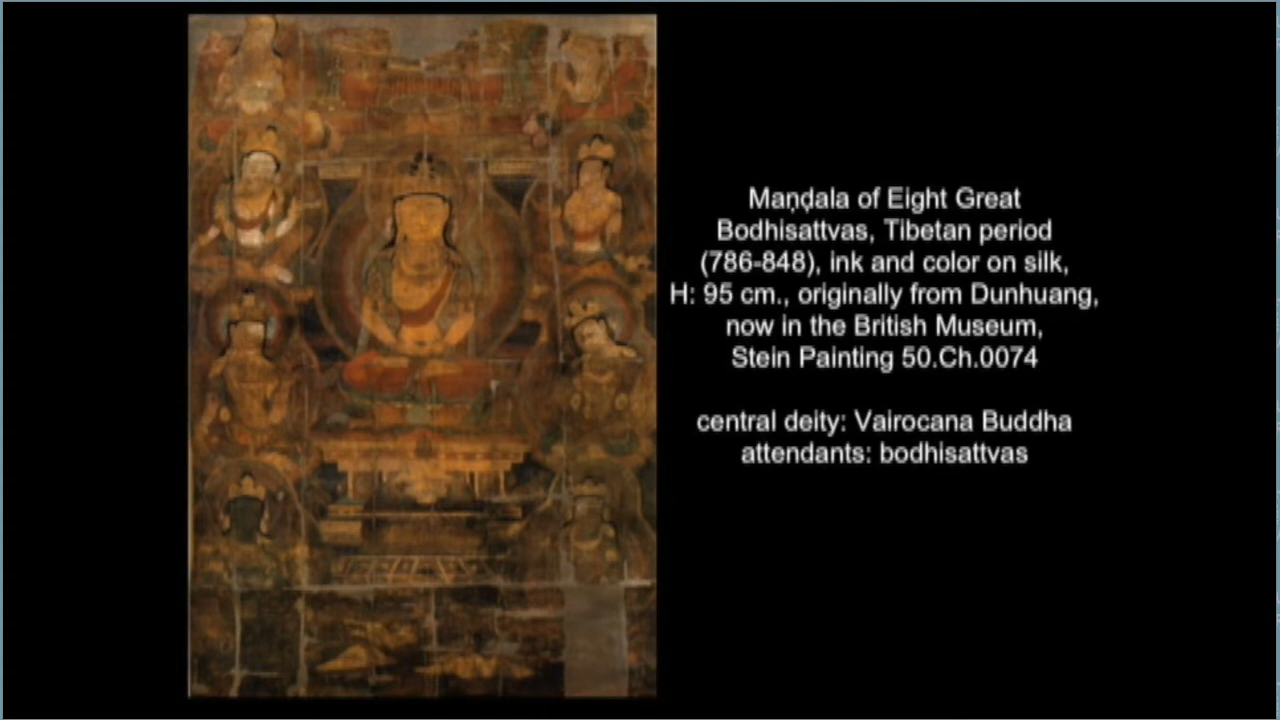 Maṇḍala of Eight Great
Bodhisattvas, Tibetan period
(786-848), ink and color on silk,
H: 95 cm., originally from Dunhuang,
now in the British Museum,
Stein Painting 50.Ch.0074
central deity: Vairocana Buddha
attendants: bodhisattvas